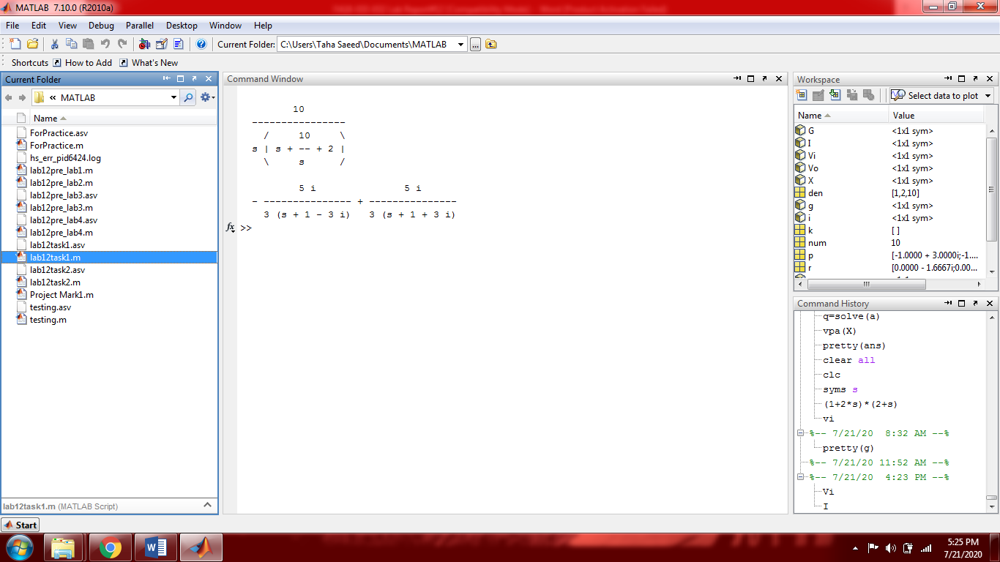 MATLAB 7.10.0 (R2010a)
File Edit View Debug Parallel Desktop Window Help
Current Folder: C:\Users\Taha Saeed\Documents\MATLAB ...
Shortcuts How to Add What's New
Current Folder
« MATLAB
Name
ForPractice.asv
ForPractice.m
hs_err_pid6424.log
lab12pre_lab1.m
lab12pre_lab2.m
lab12pre_lab3.asv
lab12pre_lab3.m
lab12pre_lab4.asv
lab12pre_lab4.m
lab12task1.asv
lab12task1.m
lab12task2.asv
lab12task2.m
Project Mark1.m
testing.asv
testing.m
lab12task1.m (MATLAB Script)
Command Window
10
----------------
/ 10 \
s | s + -- + 2 |
\ s /
5 i 5 i
- --------------- + ---------------
3 (s + 1 - 3 i) 3 (s + 1 + 3 i)
fx >>
Workspace
Select data to plot
Name Value
G <1x1 sym>
I <1x1 sym>
Vi <1x1 sym>
Vo <1x1 sym>
X <1x1 sym>
den [1,2,10]
g <1x1 sym>
i <1x1 sym>
k [ ]
num 10
p [-1.0000 + 3.0000i;-1....
r [0.0000 - 1.6667i;0.00...
Command History
q=solve(a)
vpa(X)
pretty(ans)
clear all
clc
syms s
(1+2*s)*(2+s)
vi
%-- 7/21/20 8:32 AM --%
pretty(g)
%-- 7/21/20 11:52 AM --%
%-- 7/21/20 4:23 PM --%
Vi
I
Start
5:25 PM
7/21/2020